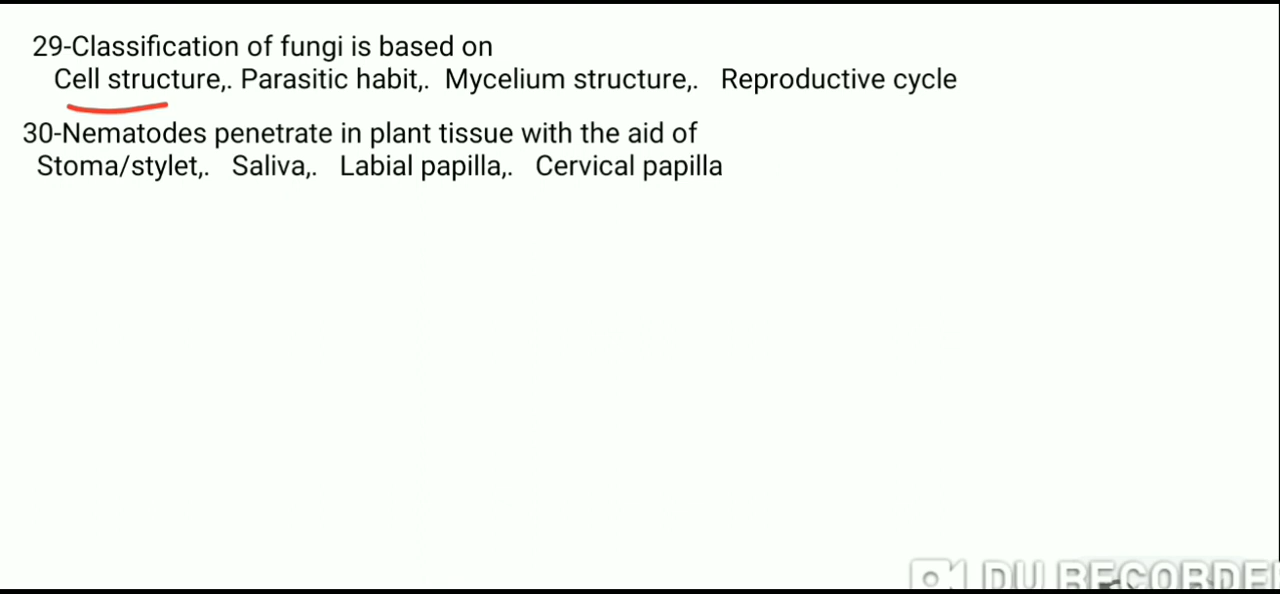 29-Classification of fungi is based on
Cell structure,. Parasitic habit,. Mycelium structure,. Reproductive cycle
30-Nematodes penetrate in plant tissue with the aid of
Stoma/stylet,. Saliva,. Labial papilla,. Cervical papilla
DU RECORDER